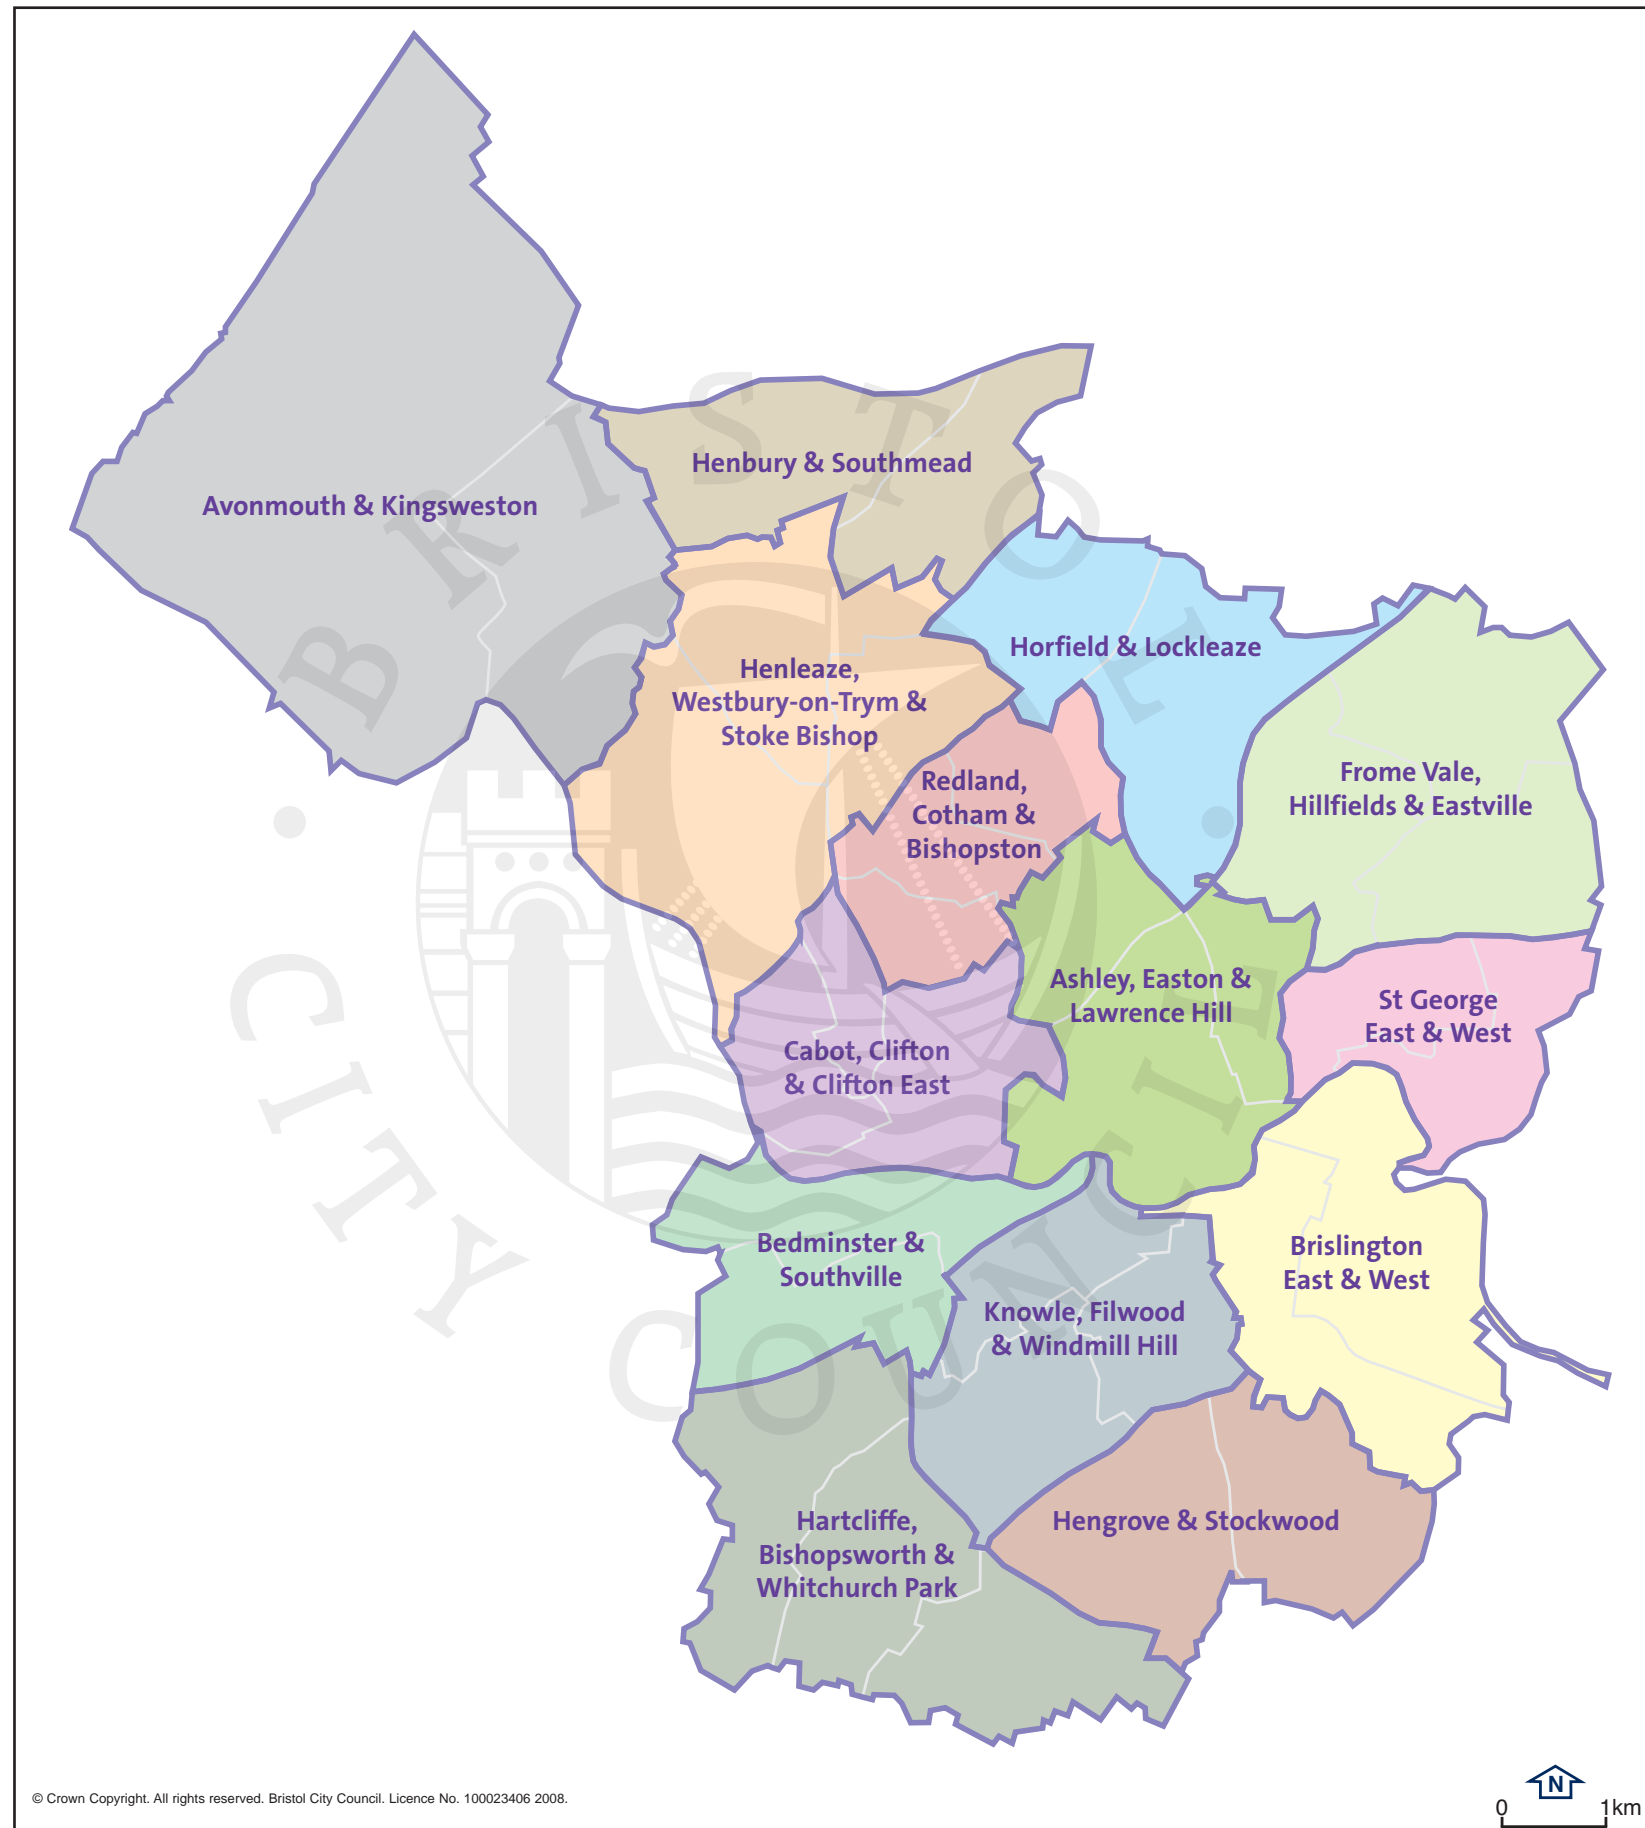 BRISTOL
CITY COUNCIL
Avonmouth & Kingsweston
Henbury & Southmead
Horfield & Lockleaze
Henleaze,
Westbury-on-Trym &
Stoke Bishop
Redland,
Cotham &
Bishopston
Frome Vale,
Hillfields & Eastville
Ashley, Easton &
Lawrence Hill
St George
East & West
Cabot, Clifton
& Clifton East
Bedminster &
Southville
Brislington
East & West
Knowle, Filwood
& Windmill Hill
Hartcliffe,
Bishopsworth &
Whitchurch Park
Hengrove & Stockwood
© Crown Copyright. All rights reserved. Bristol City Council. Licence No. 100023406 2008.
N
0 1km